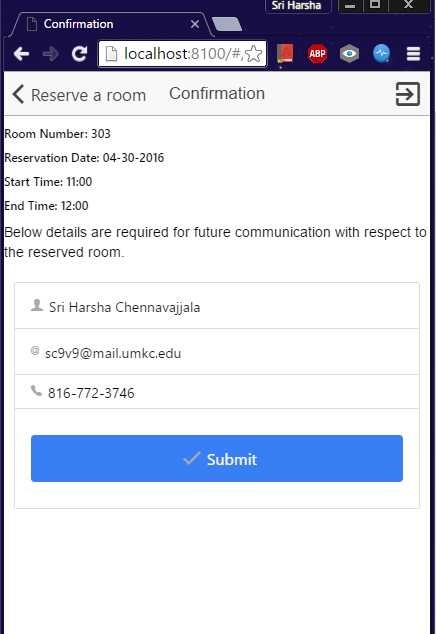 Sri Harsha
Confirmation
localhost:8100/#,
ABP
Reserve a room Confirmation
Room Number: 303
Reservation Date: 04-30-2016
Start Time: 11:00
End Time: 12:00
Below details are required for future communication with respect to
the reserved room.
Sri Harsha Chennavajjala
@ sc9v9@mail.umkc.edu
816-772-3746
Submit